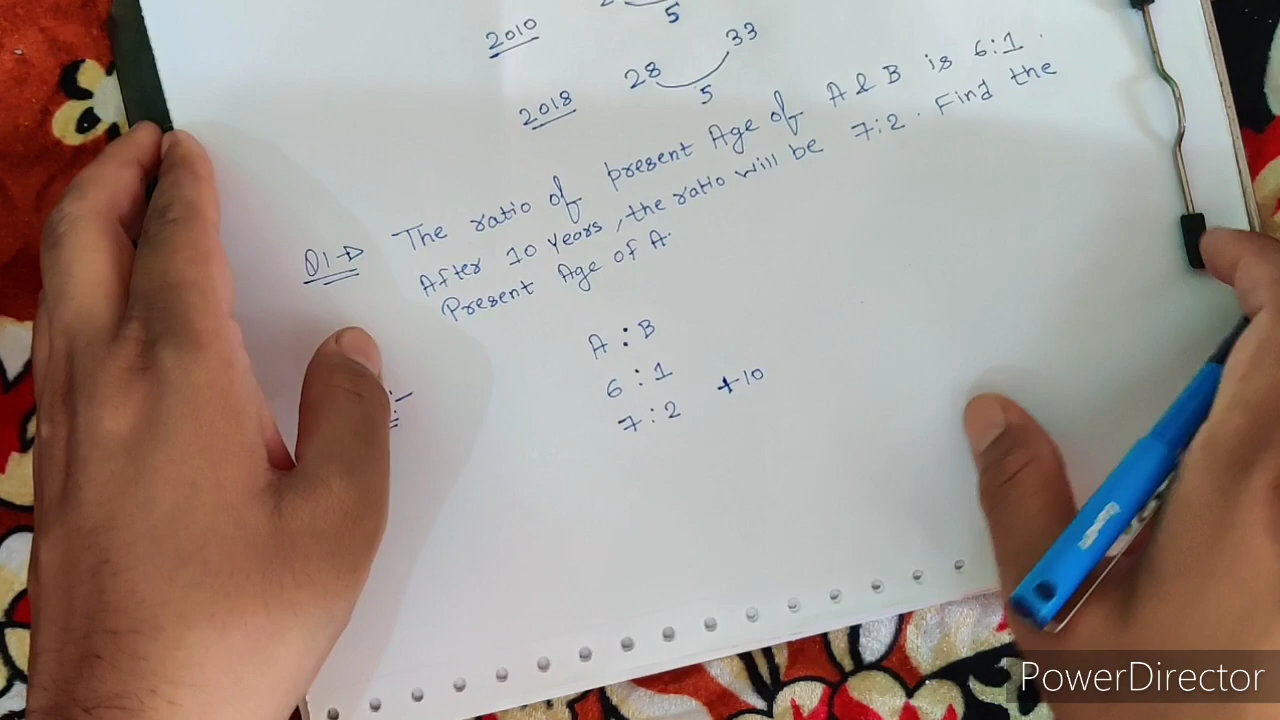 5
2010
33
28
5
2018
Q1→ The ratio of present Age of A & B is 6:1.
After 10 Years, the ratio will be 7:2. Find the
Present Age of A.
A : B
6 : 1
7 : 2 +10
PowerDirector